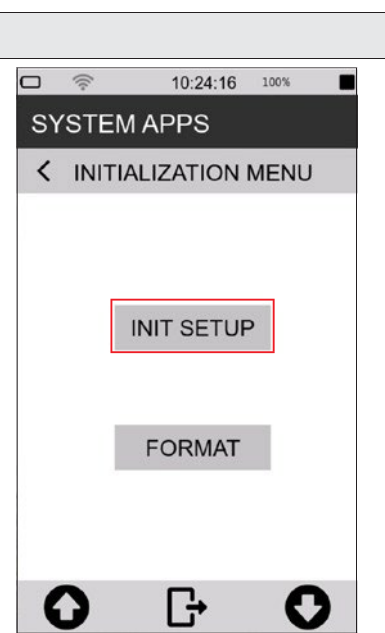 10:24:16 100%
SYSTEM APPS
INITIALIZATION MENU
INIT SETUP
FORMAT